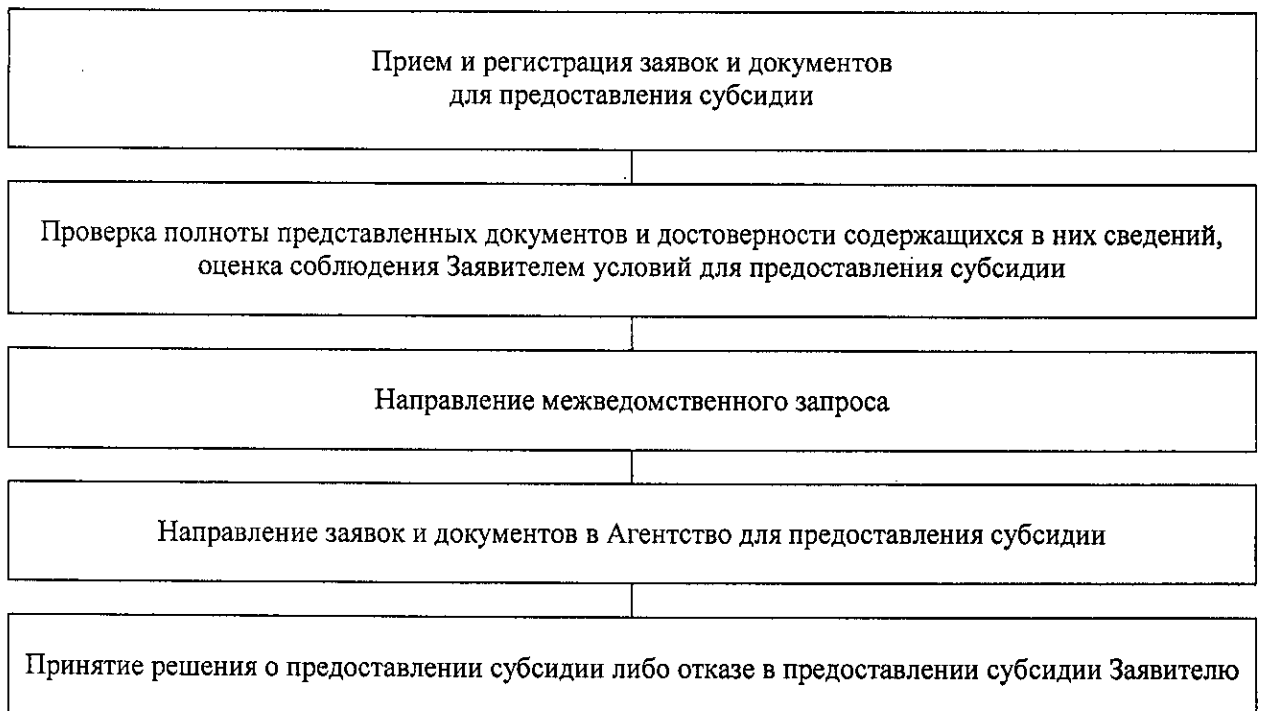 Прием и регистрация заявок и документов
для предоставления субсидии
Проверка полноты представленных документов и достоверности содержащихся в них сведений,
оценка соблюдения Заявителем условий для предоставления субсидии
Направление межведомственного запроса
Направление заявок и документов в Агентство для предоставления субсидии
Принятие решения о предоставлении субсидии либо отказе в предоставлении субсидии Заявителю